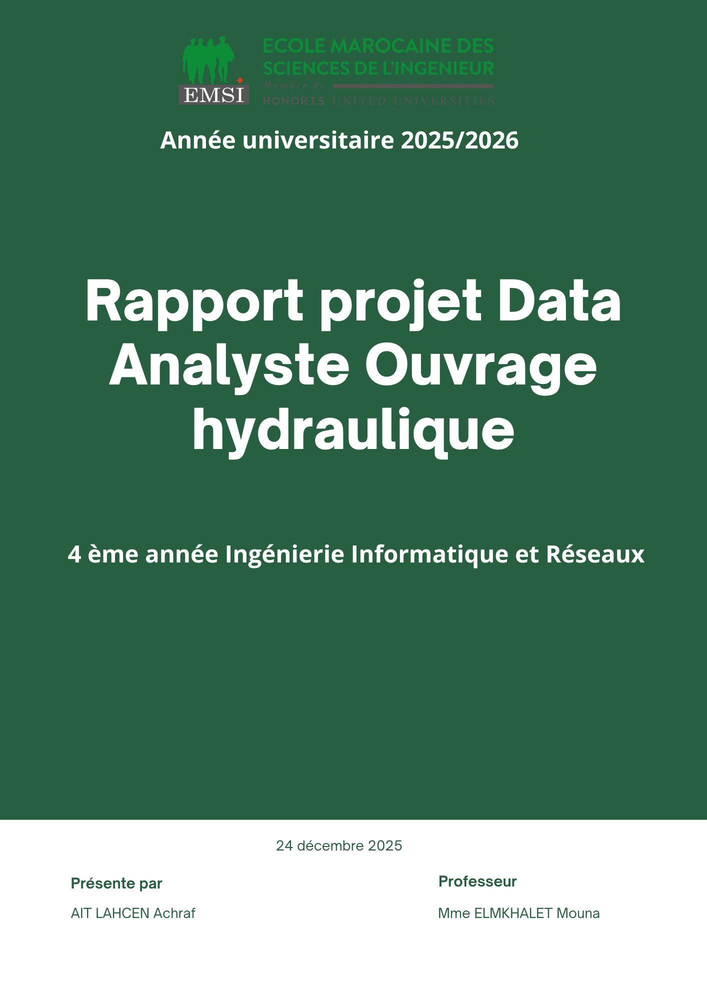 ECOLE MAROCAINE DES
SCIENCES DE L'INGENIEUR
Membre de
EMSI
HONORIS UNITED UNIVERSITIES
Année universitaire 2025/2026
Rapport projet Data
Analyste Ouvrage
hydraulique
4 ème année Ingénierie Informatique et Réseaux
24 décembre 2025
Présente par
AIT LAHCEN Achraf
Professeur
Mme ELMKHALET Mouna